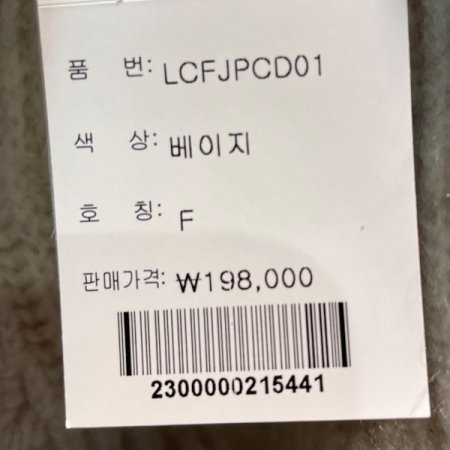 품 번: LCFJPCD01
색 상: 베이지
호 칭: F
판매가격: ₩198,000
2300000215441